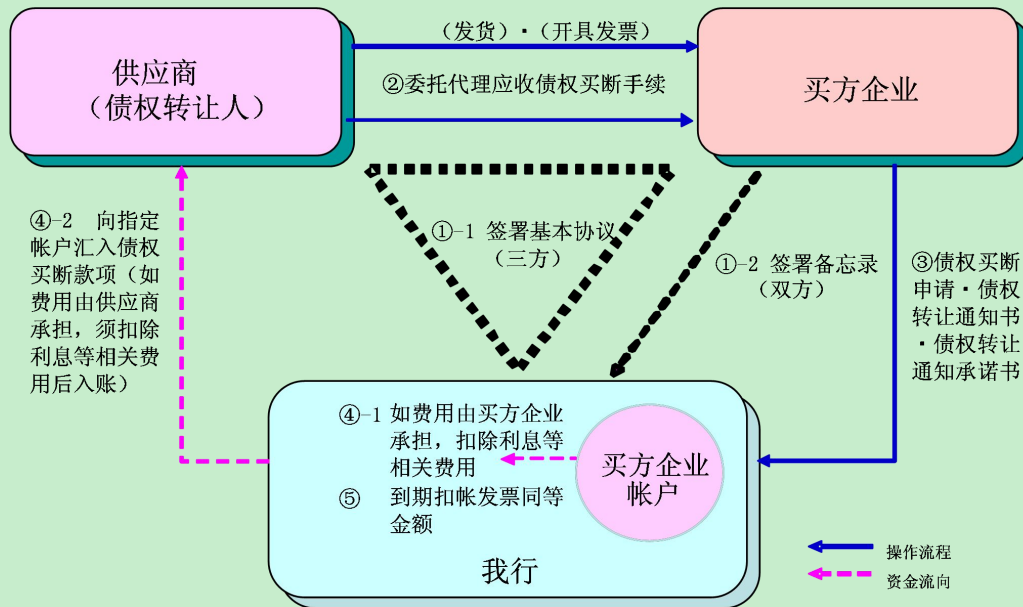 供应商
（债权转让人）
（发货）·（开具发票）
②委托代理应收债权买断手续
买方企业
④-2 向指定
帐户汇入债权
买断款项（如
费用由供应商
承担，须扣除
利息等相关费
用后入账）
①-1 签署基本协议
（三方）
①-2 签署备忘录
（双方）
③债权买断
申请·债权
转让通知书
·债权转让
通知承诺书
④-1 如费用由买方企业
承担，扣除利息等
相关费用
⑤ 到期扣帐发票同等
金额
买方企业
帐户
我行
操作流程
资金流向